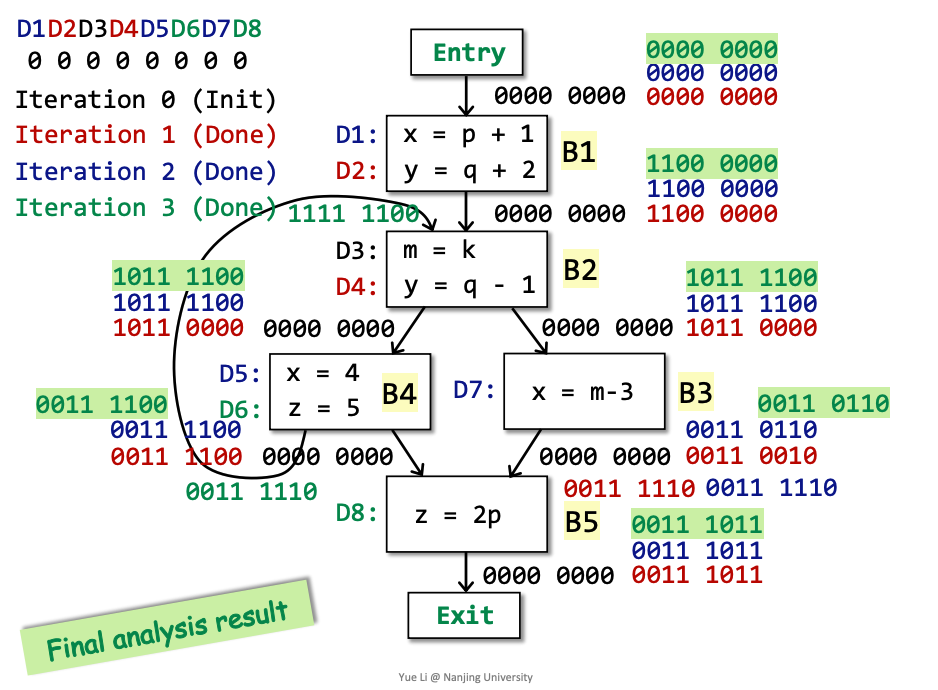 D1D2D3D4D5D6D7D8
0 0 0 0 0 0 0 0
Iteration 0 (Init)
Iteration 1 (Done)
Iteration 2 (Done)
Iteration 3 (Done)
Entry
0000 0000
0000 0000
0000 0000
0000 0000
D1: x = p + 1
D2: y = q + 2
B1
1100 0000
1100 0000
0000 0000 1100 0000
1111 1100
D3: m = k
D4: y = q - 1
B2
1011 1100
1011 1100
1011 0000 0000 0000
1011 1100
1011 1100
0000 0000 1011 0000
D5: x = 4
D6: z = 5
B4
D7: x = m-3
B3
0011 1100
0011 1100
0011 1100 0000 0000
0011 1110
0011 0110
0011 0110
0000 0000 0011 0010
0011 1110 0011 1110
D8: z = 2p
B5
0011 1011
0011 1011
0000 0000 0011 1011
Exit
Final analysis result
Yue Li @ Nanjing University